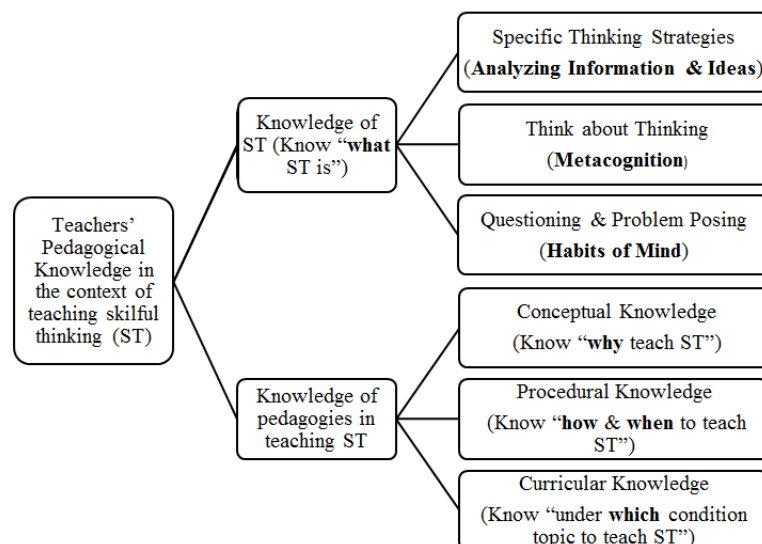 Teachers'
Pedagogical
Knowledge in
the context of
teaching skilful
thinking (ST)
Knowledge of
ST (Know “what
ST is”)
Knowledge of
pedagogies in
teaching ST
Specific Thinking Strategies
(Analyzing Information & Ideas)
Think about Thinking
(Metacognition)
Questioning & Problem Posing
(Habits of Mind)
Conceptual Knowledge
(Know “why teach ST”)
Procedural Knowledge
(Know “how & when to teach
ST”)
Curricular Knowledge
(Know “under which condition
topic to teach ST”)